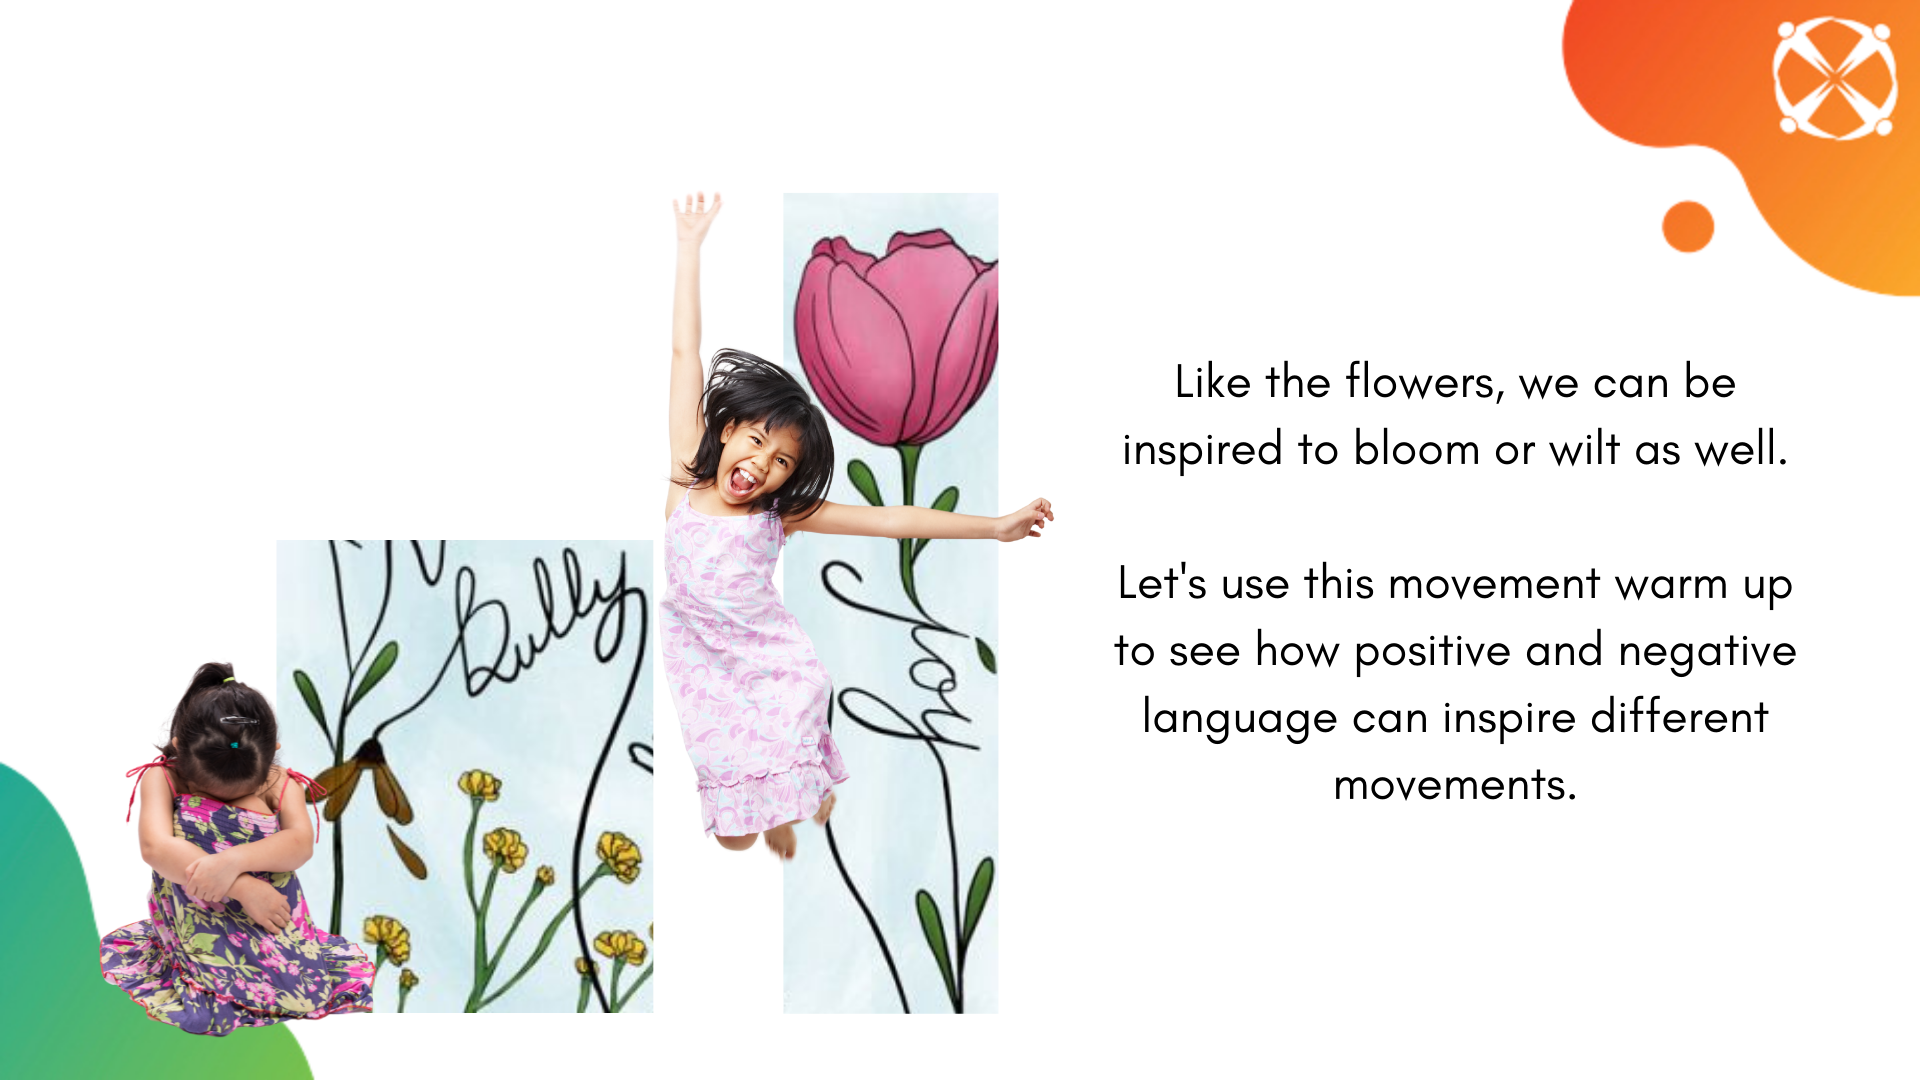 Like the flowers, we can be
inspired to bloom or wilt as well.
Let's use this movement warm up
to see how positive and negative
language can inspire different
movements.
bully
Joy